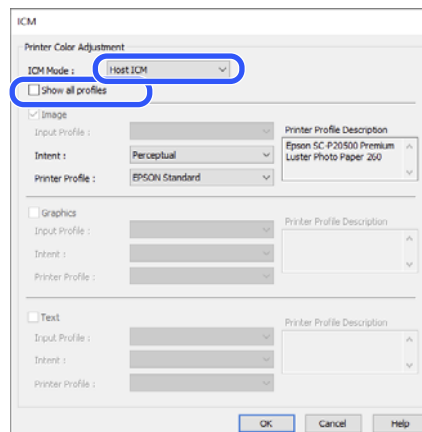 ICM
Printer Color Adjustment
ICM Mode : Host ICM
Show all profiles
Image
Input Profile :
Printer Profile Description
Intent : Perceptual
Epson SC-P20500 Premium
Luster Photo Paper 260
Printer Profile : EPSON Standard
Graphics
Input Profile :
Printer Profile Description
Intent :
Printer Profile :
Text
Input Profile :
Printer Profile Description
Intent :
Printer Profile :
OK Cancel Help